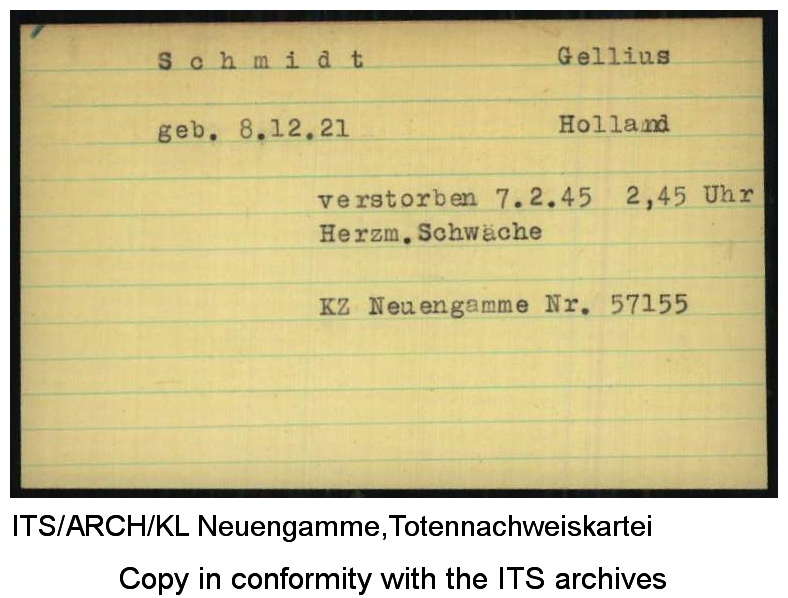 Schmidt Gellius
geb. 8.12.21 Holland
verstorben 7.2.45 2,45 Uhr
Herzm.Schwäche
KZ Neuengamme Nr. 57155
ITS/ARCH/KL Neuengamme,Totennachweiskartei
Copy in conformity with the ITS archives